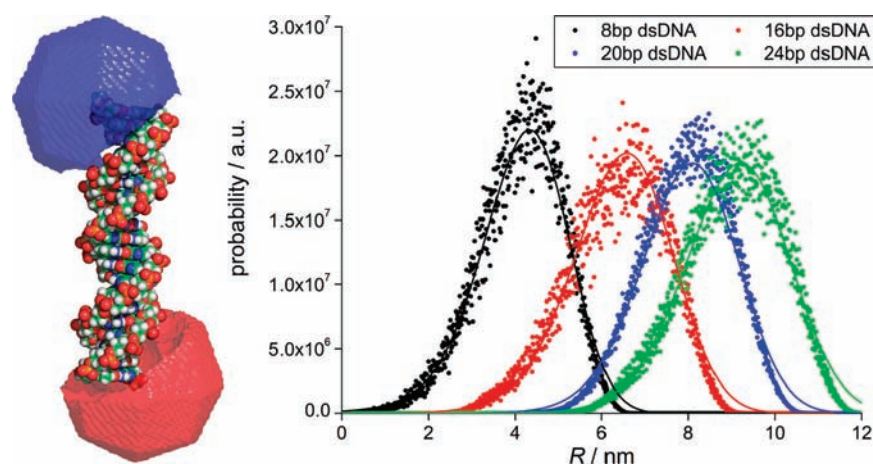 3.0x10⁷
2.5x10⁷
2.0x10⁷
1.5x10⁷
1.0x10⁷
5.0x10⁶
0.0
probability / a.u.
8bp dsDNA 16bp dsDNA
20bp dsDNA 24bp dsDNA
0 2 4 6 8 10 12
R / nm